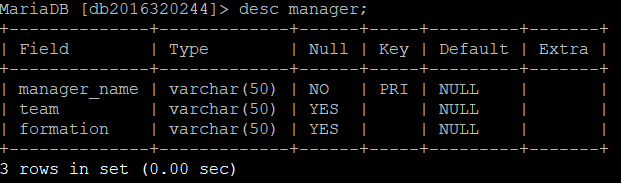 MariaDB [db2016320244]> desc manager;
+--------------+-------------+------+-----+---------+-------+
| Field        | Type        | Null | Key | Default | Extra |
+--------------+-------------+------+-----+---------+-------+
| manager_name | varchar(50) | NO   | PRI | NULL    |       |
| team         | varchar(50) | YES  |     | NULL    |       |
| formation    | varchar(50) | YES  |     | NULL    |       |
+--------------+-------------+------+-----+---------+-------+
3 rows in set (0.00 sec)